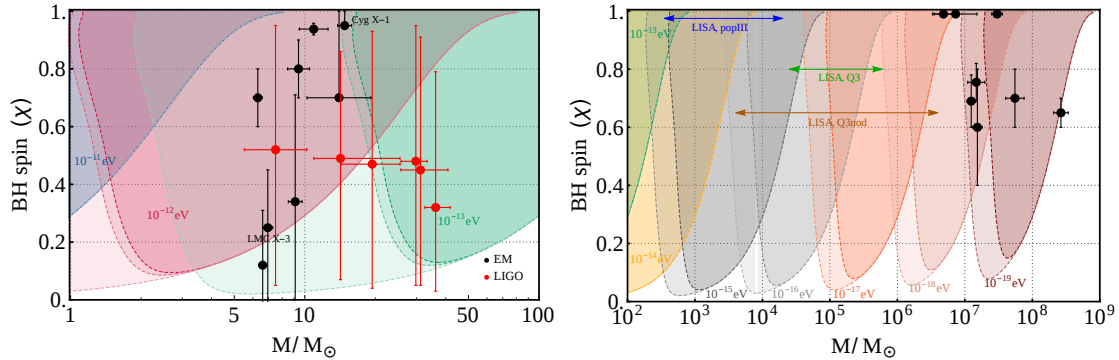 BH spin (χ)
1.
0.8
0.6
0.4
0.2
0.
Cyg X−1
10⁻¹¹eV
10⁻¹²eV
10⁻¹³eV
LMC X−3
EM
LIGO
1
5
10
50
100
M/M⊙
BH spin (χ)
1.
0.8
0.6
0.4
0.2
0.
10⁻¹³eV
LISA, popIII
LISA, Q3
LISA, Q3nod
10⁻¹⁴eV
10⁻¹⁵eV
10⁻¹⁶eV
10⁻¹⁷eV
10⁻¹⁸eV
10⁻¹⁹eV
10²
10³
10⁴
10⁵
10⁶
10⁷
10⁸
10⁹
M/M⊙